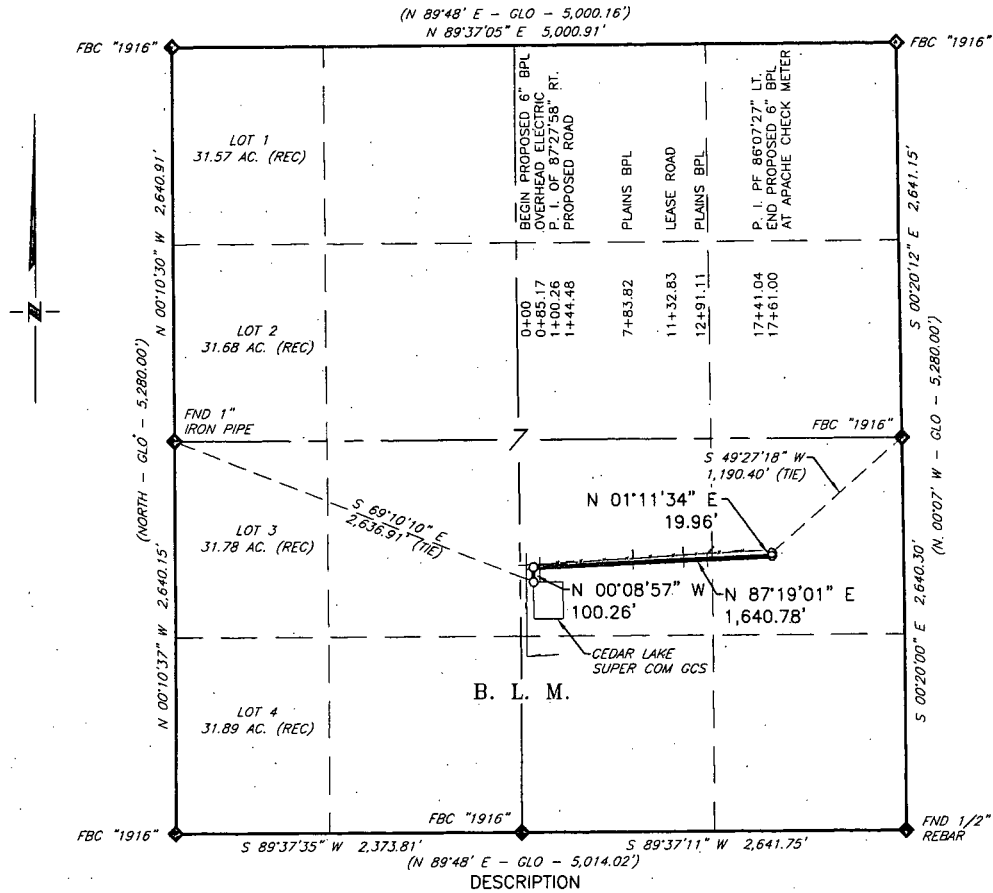 (N 89°48' E - GLO - 5,000.16')
N 89°37'05" E 5,000.91'
FBC "1916"
FBC "1916"
LOT 1
31.57 AC. (REC)
N 00°10'30" W 2,640.91'
BEGIN PROPOSED 6" BPL
OVERHEAD ELECTRIC
P. I. OF 87°27'58" RT.
PROPOSED ROAD
PLAINS BPL
LEASE ROAD
PLAINS BPL
P. I. PF 86°07'27" LT.
END PROPOSED 6" BPL
AT APACHE CHECK METER
0+00
0+85.17
1+00.26
1+44.48
7+83.82
11+32.83
12+91.11
17+41.04
17+61.00
S 00°20'12" E 2,641.15'
LOT 2
31.68 AC. (REC)
(NORTH - GLO - 5,280.00')
(N 00°07' W - GLO - 5,280.00')
FND 1"
IRON PIPE
7
FBC "1916"
S 49°27'18" W
1,190.40' (TIE)
N 01°11'34" E
19.96'
S 69°10'10" E
2,636.91' (TIE)
LOT 3
31.78 AC. (REC)
N 00°08'57" W
100.26'
N 87°19'01" E
1,640.78'
CEDAR LAKE
SUPER COM GCS
B. L. M.
N 00°10'37" W 2,640.15'
S 00°20'00" E 2,640.30'
LOT 4
31.89 AC. (REC)
FBC "1916"
FBC "1916"
FND 1/2"
REBAR
S 89°37'35" W 2,373.81'
S 89°37'11" W 2,641.75'
(N 89°48' E - GLO - 5,014.02')
DESCRIPTION